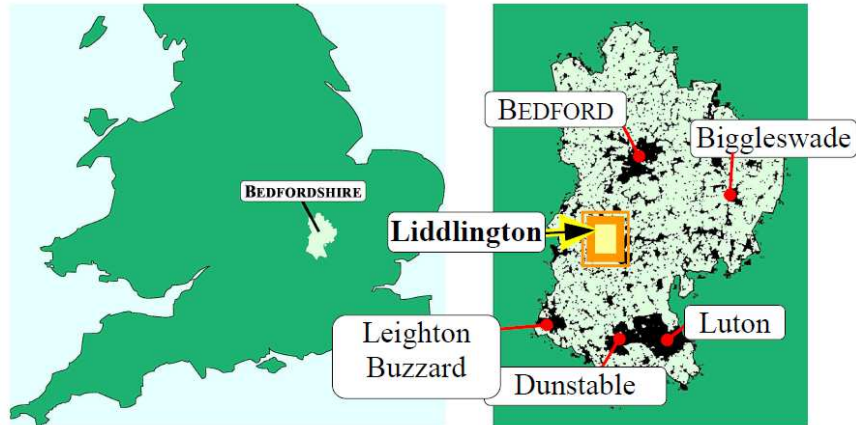 BEDFORDSHIRE
BEDFORD
Biggleswade
Liddlington
Leighton
Buzzard
Luton
Dunstable